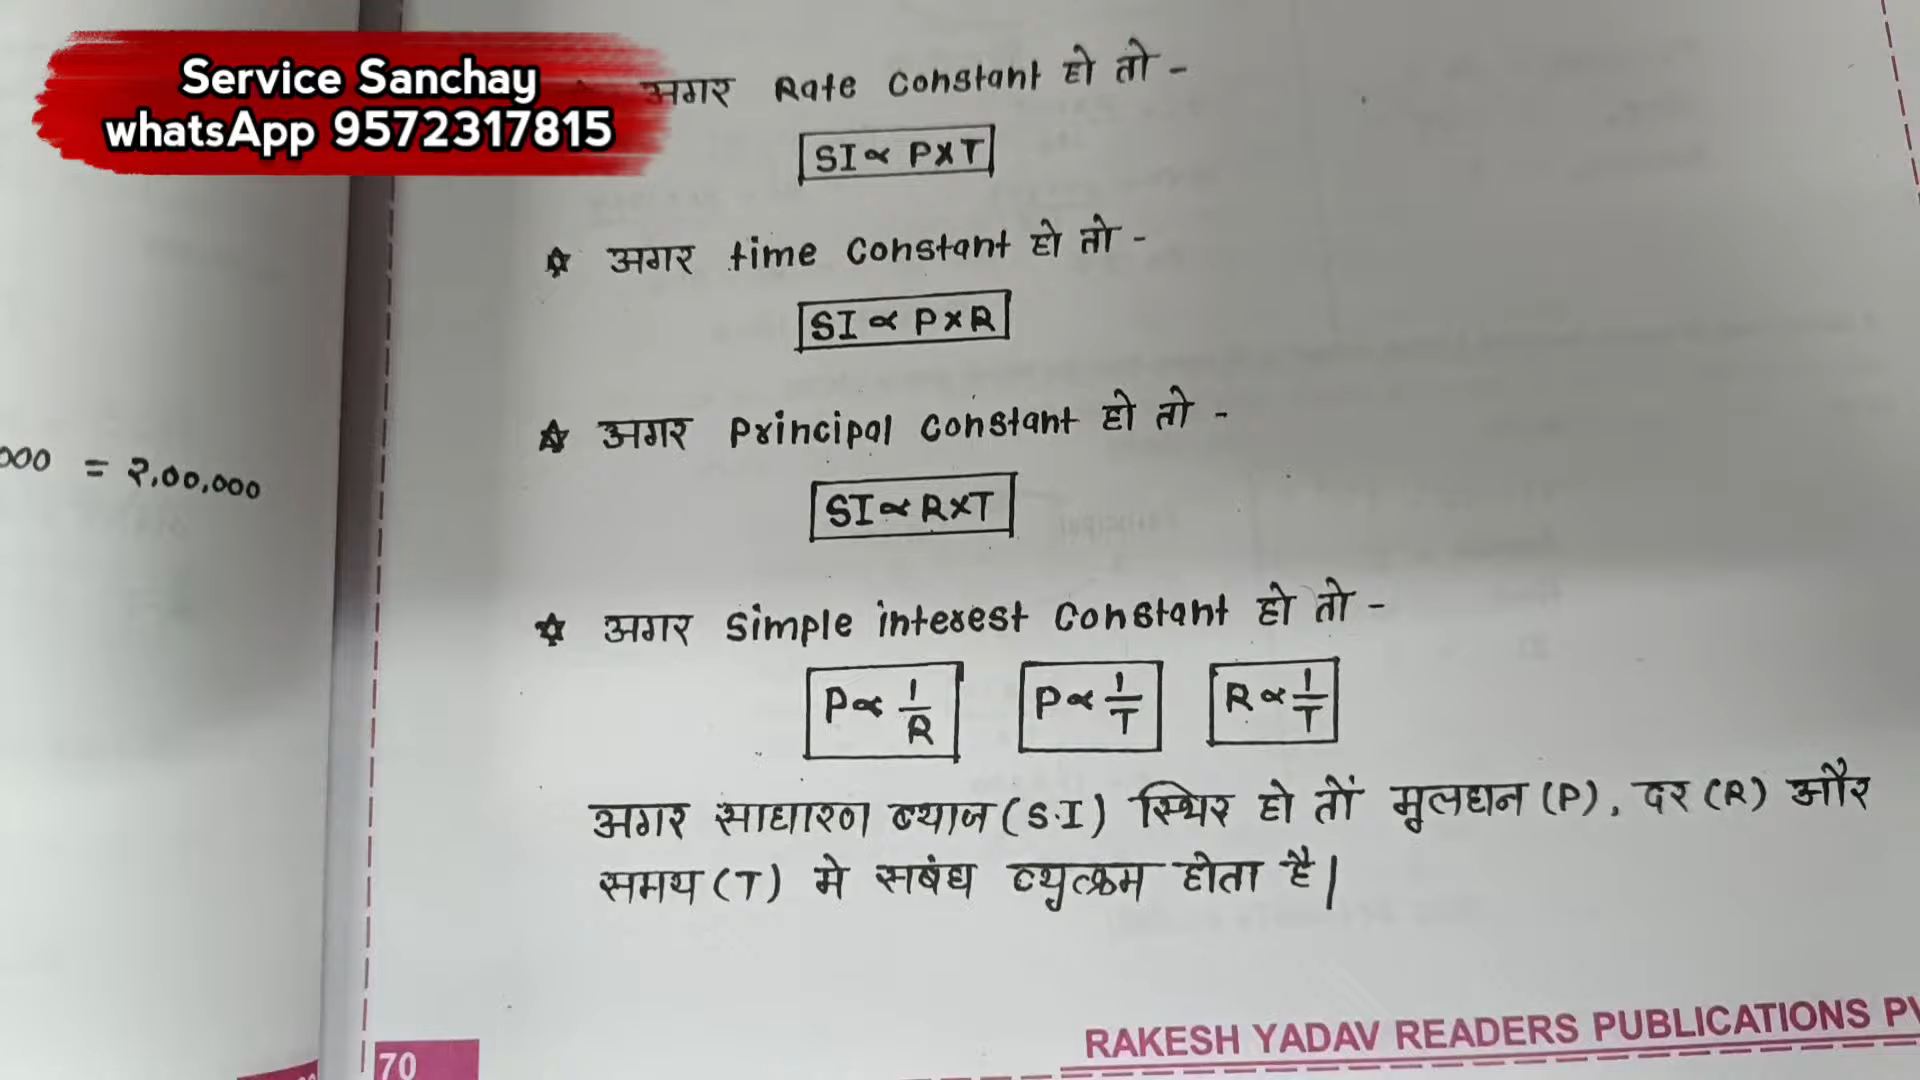 Service Sanchay
whatsApp 9572317815
अगर Rate Constant हो तो -
SI ∝ P×T
☆ अगर time Constant हो तो -
SI ∝ P×R
☆ अगर Principal Constant हो तो -
000 = 2,00,000
SI ∝ R×T
☆ अगर Simple interest Constant हो तो -
P ∝ 1/R P ∝ 1/T R ∝ 1/T
अगर साधारण ब्याज (S.I) स्थिर हो तों मूलधन (P), दर (R) और
समय (T) मे सबंध व्युत्क्रम होता है|
RAKESH YADAV READERS PUBLICATIONS PV
70